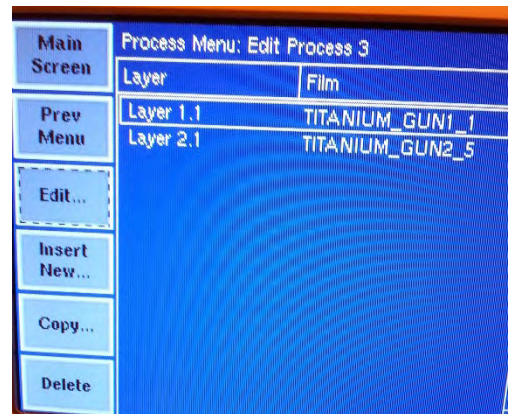 Main
Screen
Prev
Menu
Edit...
Insert
New...
Copy...
Delete
Process Menu: Edit Process 3
Layer Film
Layer 1.1 TITANIUM_GUN1_1
Layer 2.1 TITANIUM_GUN2_5